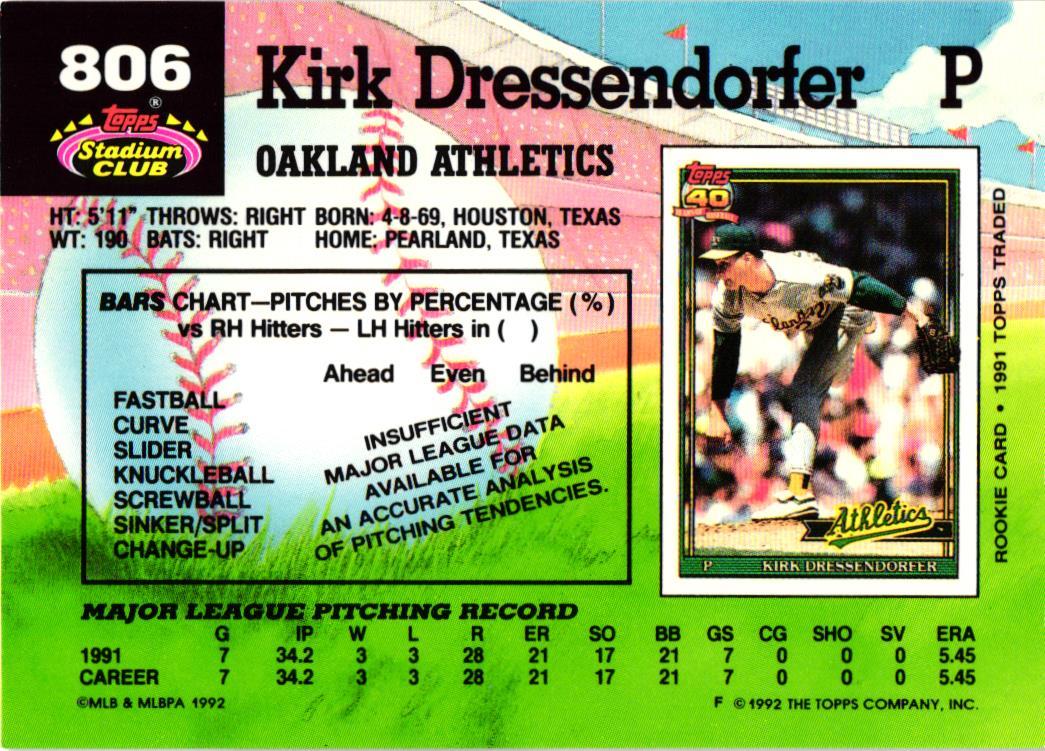 806
Kirk Dressendorfer P
TOPPS ®
Stadium
CLUB
OAKLAND ATHLETICS
HT: 5'11" THROWS: RIGHT BORN: 4-8-69, HOUSTON, TEXAS
WT: 190 BATS: RIGHT HOME: PEARLAND, TEXAS
BARS CHART—PITCHES BY PERCENTAGE (%)
vs RH Hitters — LH Hitters in ( )
Ahead Even Behind
FASTBALL
CURVE
SLIDER
KNUCKLEBALL
SCREWBALL
SINKER/SPLIT
CHANGE-UP
INSUFFICIENT
MAJOR LEAGUE DATA
AVAILABLE FOR
AN ACCURATE ANALYSIS
OF PITCHING TENDENCIES.
TOPPS
40
Athletics
P KIRK DRESSENDORFER
ROOKIE CARD • 1991 TOPPS TRADED
MAJOR LEAGUE PITCHING RECORD
G IP W L R ER SO BB GS CG SHO SV ERA
1991 7 34.2 3 3 28 21 17 21 7 0 0 0 5.45
CAREER 7 34.2 3 3 28 21 17 21 7 0 0 0 5.45
©MLB & MLBPA 1992
F ©1992 THE TOPPS COMPANY, INC.